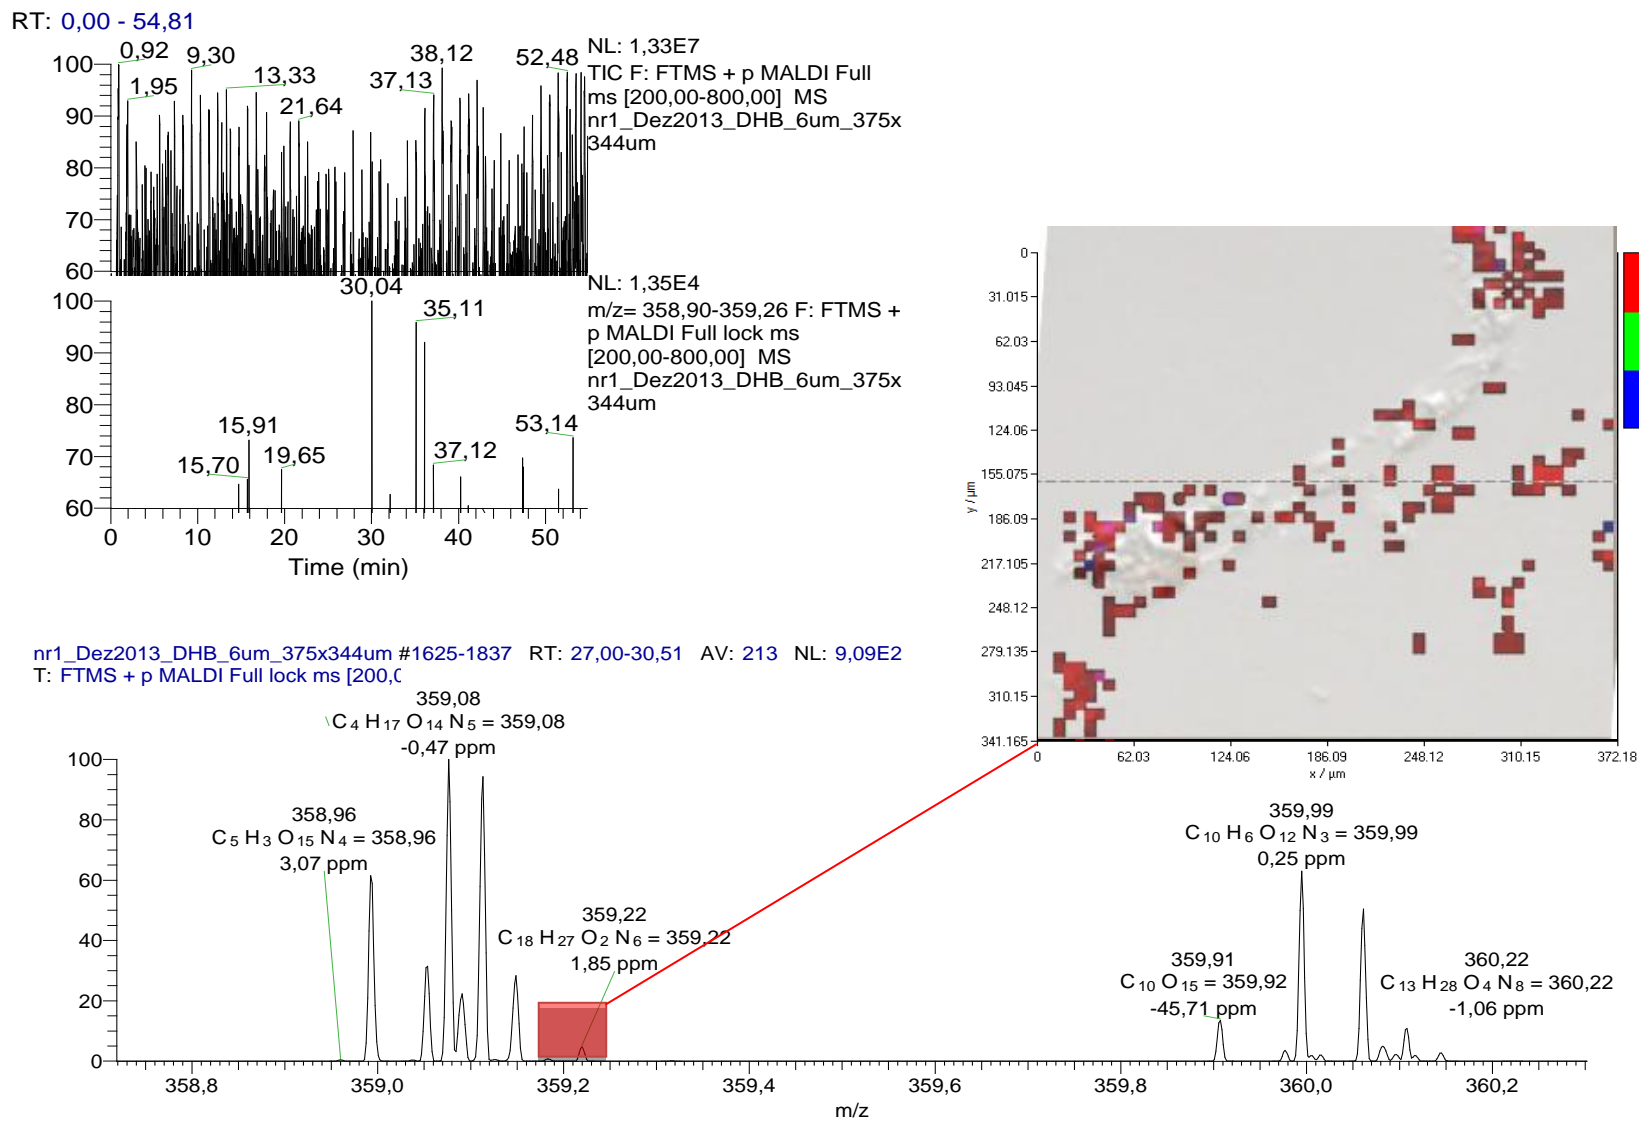 RT: 0,00 - 54,81
NL: 1,33E7
TIC F: FTMS + p MALDI Full
ms [200,00-800,00] MS
nr1_Dez2013_DHB_6um_375x
344um
0,92
9,30
38,12
52,48
1,95
13,33
37,13
21,64
100
90
80
70
60
NL: 1,35E4
m/z= 358,90-359,26 F: FTMS +
p MALDI Full lock ms
[200,00-800,00] MS
nr1_Dez2013_DHB_6um_375x
344um
30,04
35,11
15,91
53,14
15,70
19,65
37,12
100
90
80
70
60
0 10 20 30 40 50
Time (min)
0
31.015
62.03
93.045
124.06
155.075
186.09
217.105
248.12
279.135
310.15
341.165
y / µm
0 62.03 124.06 186.09 248.12 310.15 372.18
x / µm
nr1_Dez2013_DHB_6um_375x344um #1625-1837 RT: 27,00-30,51 AV: 213 NL: 9,09E2
T: FTMS + p MALDI Full lock ms [200,0
359,08
C4 H17 O14 N5 = 359,08
-0,47 ppm
358,96
C5 H3 O15 N4 = 358,96
3,07 ppm
359,22
C18 H27 O2 N6 = 359,22
1,85 ppm
359,99
C10 H6 O12 N3 = 359,99
0,25 ppm
359,91
C10 O15 = 359,92
-45,71 ppm
360,22
C13 H28 O4 N8 = 360,22
-1,06 ppm
100
80
60
40
20
0
358,8 359,0 359,2 359,4 359,6 359,8 360,0 360,2
m/z